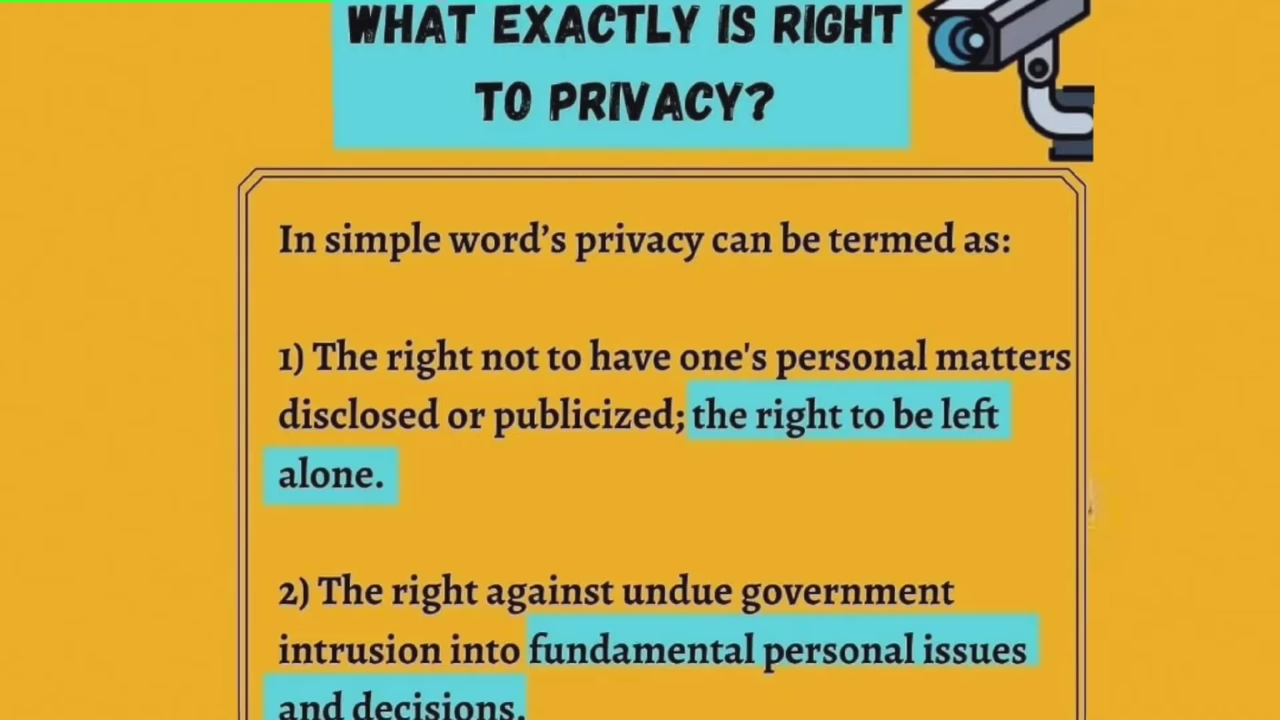 WHAT EXACTLY IS RIGHT
TO PRIVACY?
In simple word’s privacy can be termed as:
1) The right not to have one's personal matters
disclosed or publicized; the right to be left
alone.
2) The right against undue government
intrusion into fundamental personal issues
and decisions.